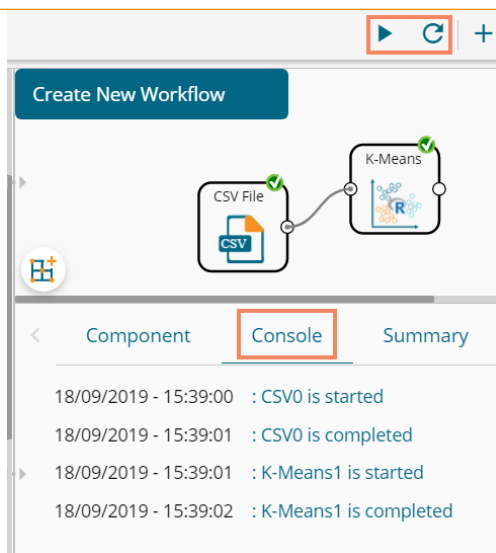 Create New Workflow
K-Means
CSV File
R
CSV
Component Console Summary
18/09/2019 - 15:39:00 : CSV0 is started
18/09/2019 - 15:39:01 : CSV0 is completed
18/09/2019 - 15:39:01 : K-Means1 is started
18/09/2019 - 15:39:02 : K-Means1 is completed